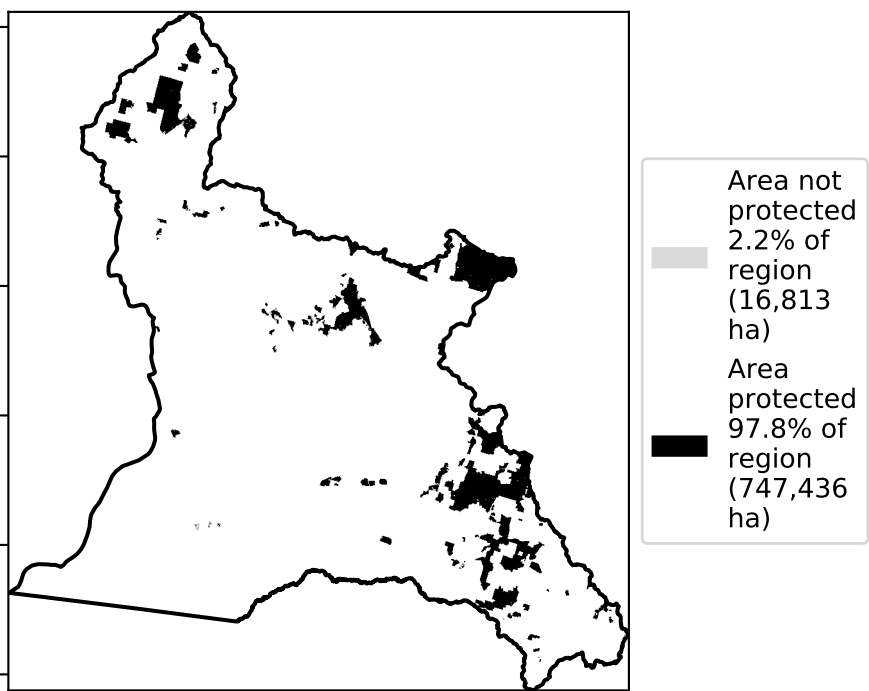 Area not
protected
2.2% of
region
(16,813
ha)
Area
protected
97.8% of
region
(747,436
ha)